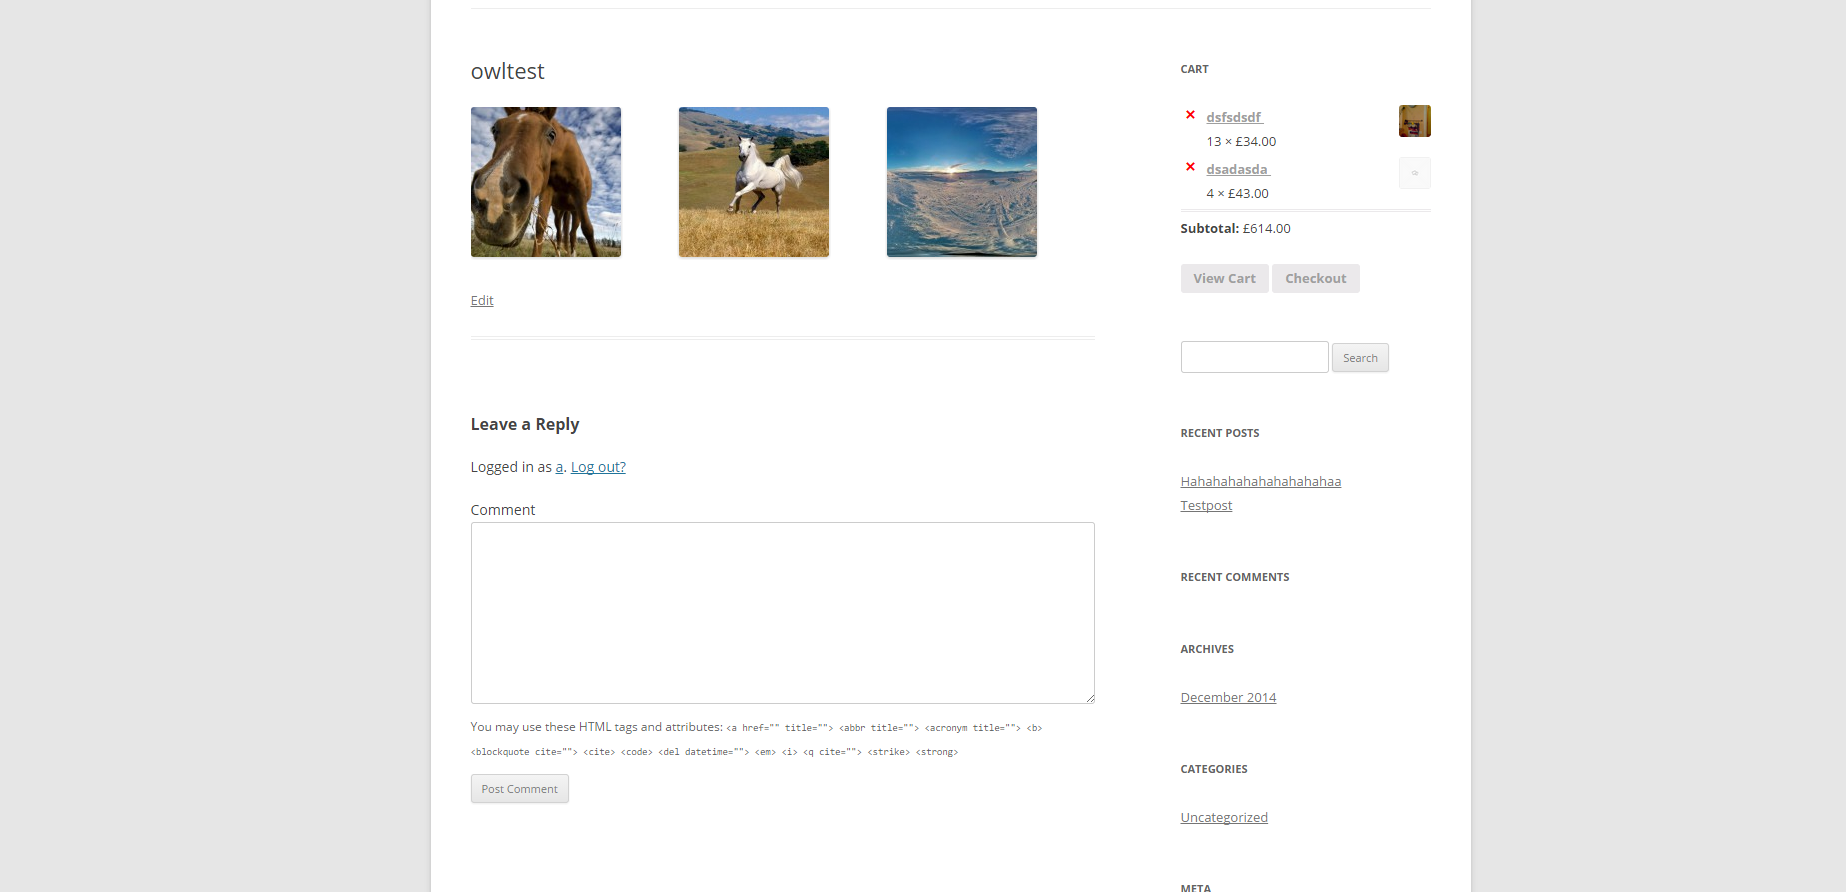 owltest
Edit
Leave a Reply
Logged in as a. Log out?
Comment
You may use these HTML tags and attributes: <a href="" title=""> <abbr title=""> <acronym title=""> <b>
<blockquote cite=""> <cite> <code> <del datetime=""> <em> <i> <q cite=""> <strike> <strong>
Post Comment
CART
× dsfsdsdf
13 × £34.00
× dsadasda
4 × £43.00
Subtotal: £614.00
View Cart Checkout
Search
RECENT POSTS
Hahahahahahahahahahaa
Testpost
RECENT COMMENTS
ARCHIVES
December 2014
CATEGORIES
Uncategorized
META